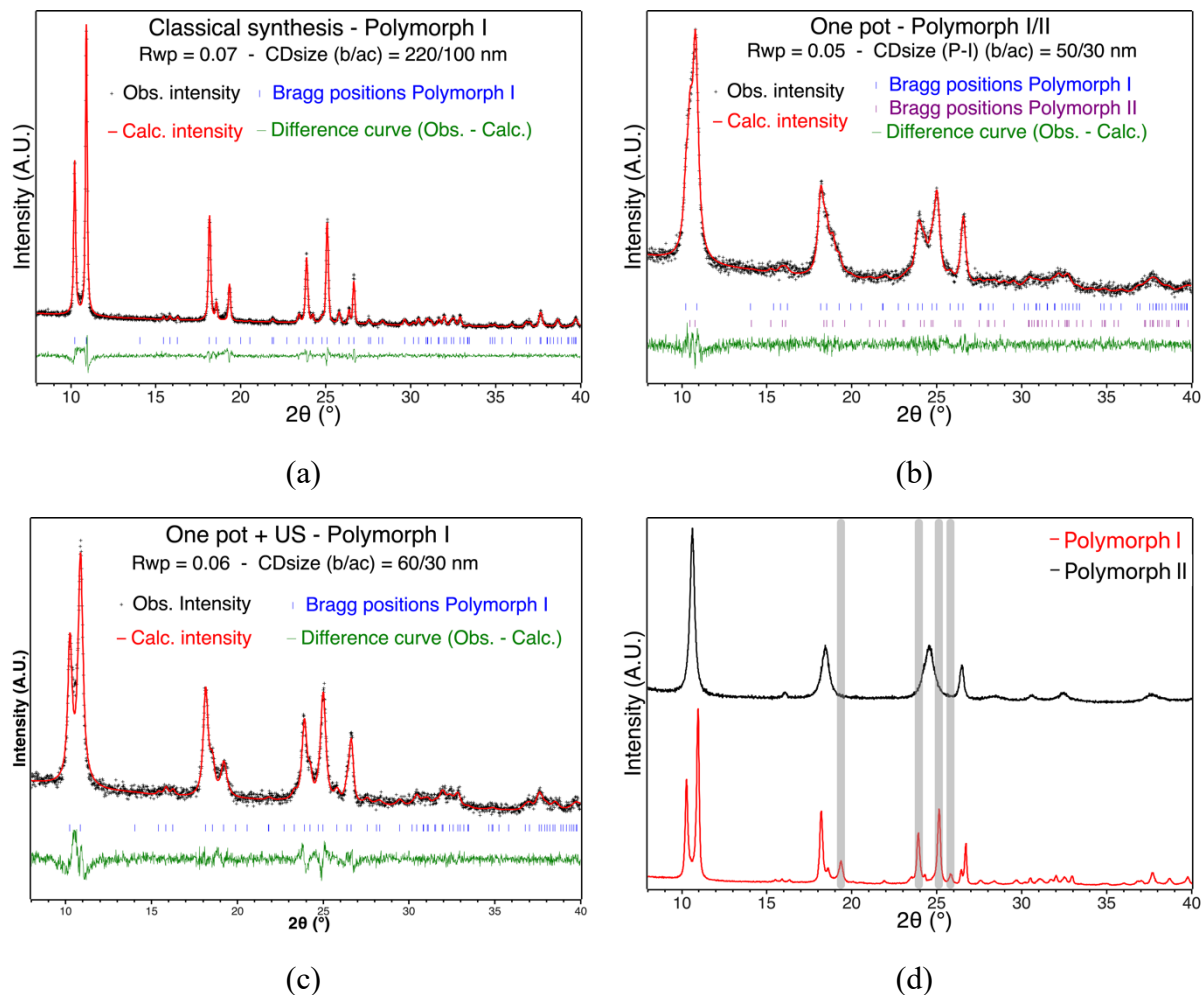 Classical synthesis - Polymorph I
Rwp = 0.07 - CDsize (b/ac) = 220/100 nm
Obs. intensity
Bragg positions Polymorph I
Calc. intensity
Difference curve (Obs. - Calc.)
Intensity (A.U.)
10 15 20 25 30 35 40
2θ (°)
(a)
One pot - Polymorph I/II
Rwp = 0.05 - CDsize (P-I) (b/ac) = 50/30 nm
Obs. intensity
Bragg positions Polymorph I
Bragg positions Polymorph II
Calc. intensity
Difference curve (Obs. - Calc.)
Intensity (A.U.)
10 15 20 25 30 35 40
2θ (°)
(b)
One pot + US - Polymorph I
Rwp = 0.06 - CDsize (b/ac) = 60/30 nm
Obs. Intensity
Bragg positions Polymorph I
Calc. intensity
Difference curve (Obs. - Calc.)
Intensity (A.U.)
10 15 20 25 30 35 40
2θ (°)
(c)
Polymorph I
Polymorph II
Intensity (A.U.)
10 15 20 25 30 35 40
2θ (°)
(d)